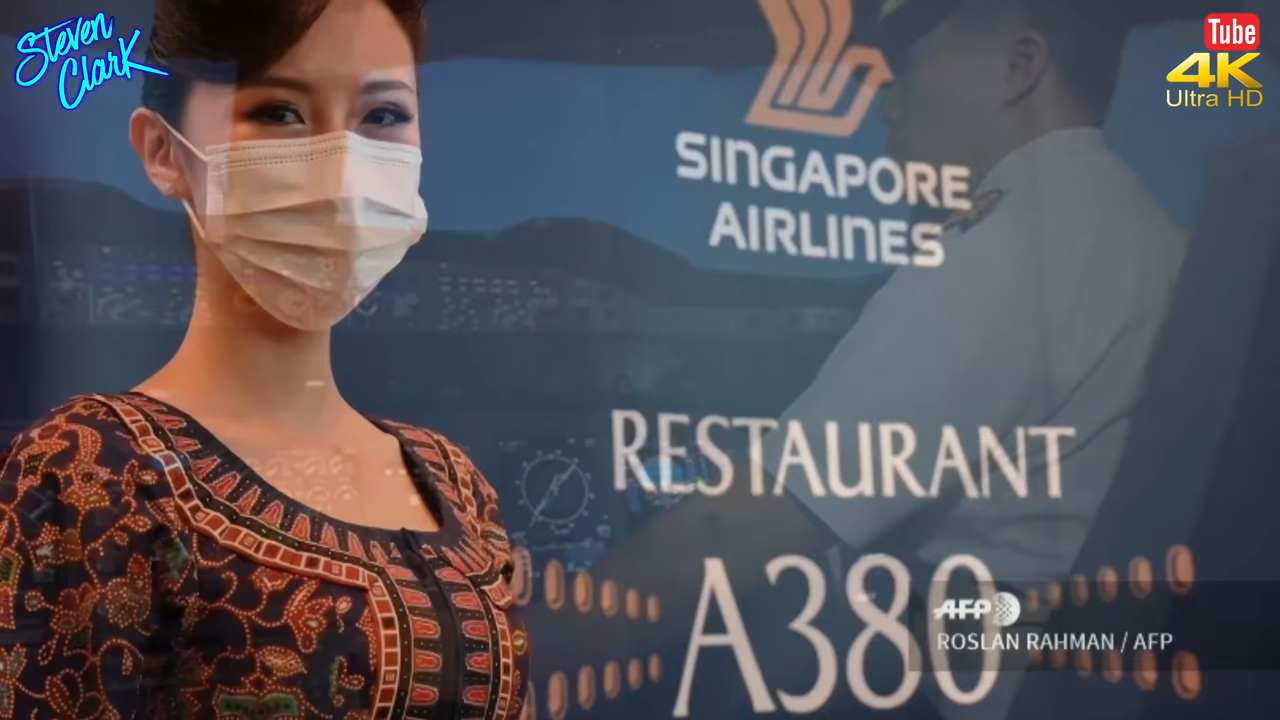 Steven
Clark
Tube
4K
Ultra HD
SINGAPORE
AIRLINES
RESTAURANT
A380
AFP
ROSLAN RAHMAN / AFP